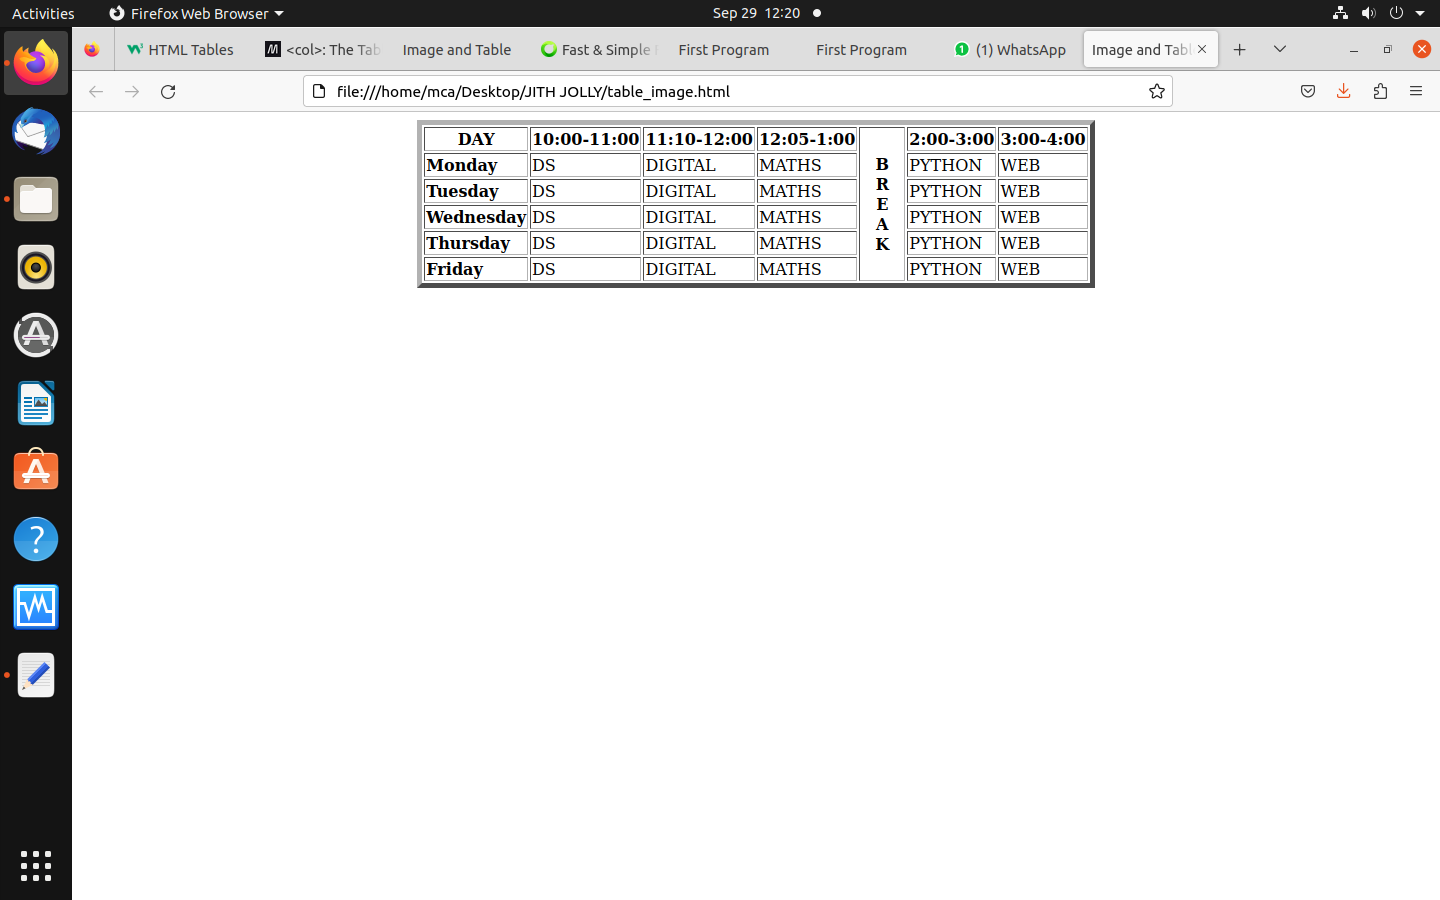 Activities Firefox Web Browser Sep 29 12:20
HTML Tables <col>: The Tab Image and Table Fast & Simple First Program First Program 1 (1) WhatsApp Image and Tabl
file:///home/mca/Desktop/JITH JOLLY/table_image.html
DAY 10:00-11:00 11:10-12:00 12:05-1:00 2:00-3:00 3:00-4:00
Monday DS DIGITAL MATHS PYTHON WEB
Tuesday DS DIGITAL MATHS PYTHON WEB
Wednesday DS DIGITAL MATHS PYTHON WEB
Thursday DS DIGITAL MATHS PYTHON WEB
Friday DS DIGITAL MATHS PYTHON WEB
B
R
E
A
K